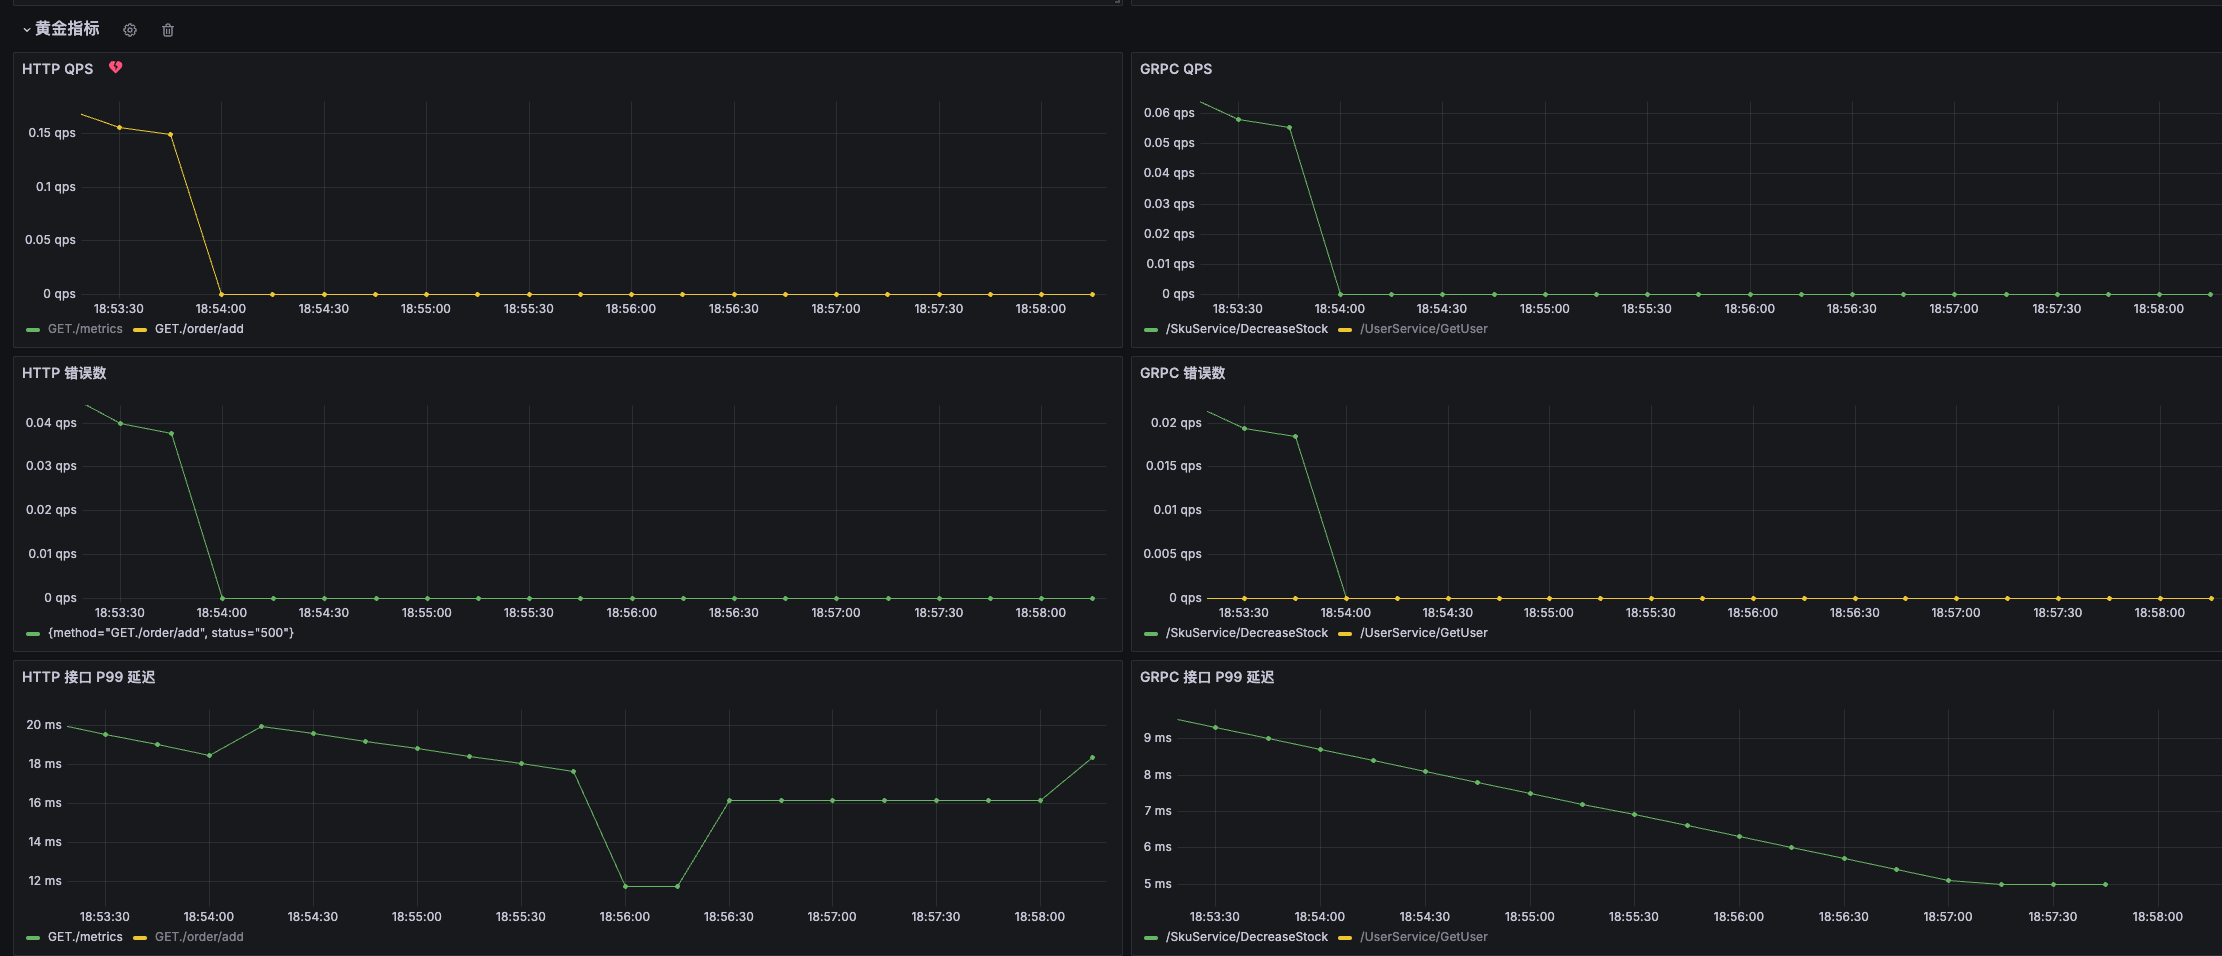 黄金指标
HTTP QPS
0.15 qps
0.1 qps
0.05 qps
0 qps
18:53:30 18:54:00 18:54:30 18:55:00 18:55:30 18:56:00 18:56:30 18:57:00 18:57:30 18:58:00
GET./metrics GET./order/add
GRPC QPS
0.06 qps
0.05 qps
0.04 qps
0.03 qps
0.02 qps
0.01 qps
0 qps
18:53:30 18:54:00 18:54:30 18:55:00 18:55:30 18:56:00 18:56:30 18:57:00 18:57:30 18:58:00
/SkuService/DecreaseStock /UserService/GetUser
HTTP 错误数
0.04 qps
0.03 qps
0.02 qps
0.01 qps
0 qps
18:53:30 18:54:00 18:54:30 18:55:00 18:55:30 18:56:00 18:56:30 18:57:00 18:57:30 18:58:00
{method="GET./order/add", status="500"}
GRPC 错误数
0.02 qps
0.015 qps
0.01 qps
0.005 qps
0 qps
18:53:30 18:54:00 18:54:30 18:55:00 18:55:30 18:56:00 18:56:30 18:57:00 18:57:30 18:58:00
/SkuService/DecreaseStock /UserService/GetUser
HTTP 接口 P99 延迟
20 ms
18 ms
16 ms
14 ms
12 ms
18:53:30 18:54:00 18:54:30 18:55:00 18:55:30 18:56:00 18:56:30 18:57:00 18:57:30 18:58:00
GET./metrics GET./order/add
GRPC 接口 P99 延迟
9 ms
8 ms
7 ms
6 ms
5 ms
18:53:30 18:54:00 18:54:30 18:55:00 18:55:30 18:56:00 18:56:30 18:57:00 18:57:30 18:58:00
/SkuService/DecreaseStock /UserService/GetUser